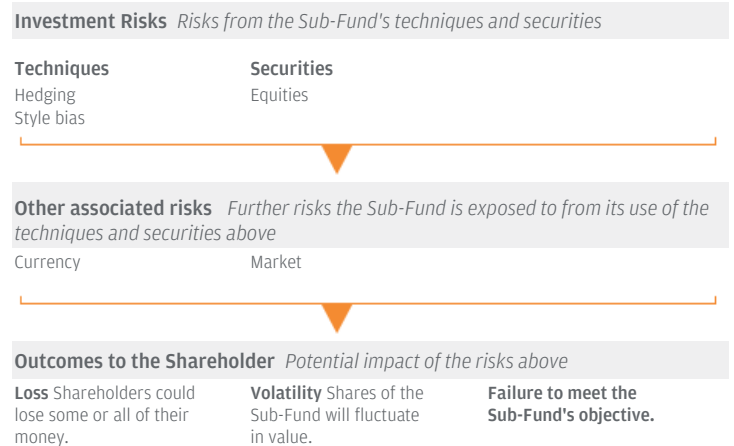 Investment Risks Risks from the Sub-Fund's techniques and securities
Techniques
Hedging
Style bias
Securities
Equities
Other associated risks Further risks the Sub-Fund is exposed to from its use of the
techniques and securities above
Currency
Market
Outcomes to the Shareholder Potential impact of the risks above
Loss Shareholders could
lose some or all of their
money.
Volatility Shares of the
Sub-Fund will fluctuate
in value.
Failure to meet the
Sub-Fund's objective.